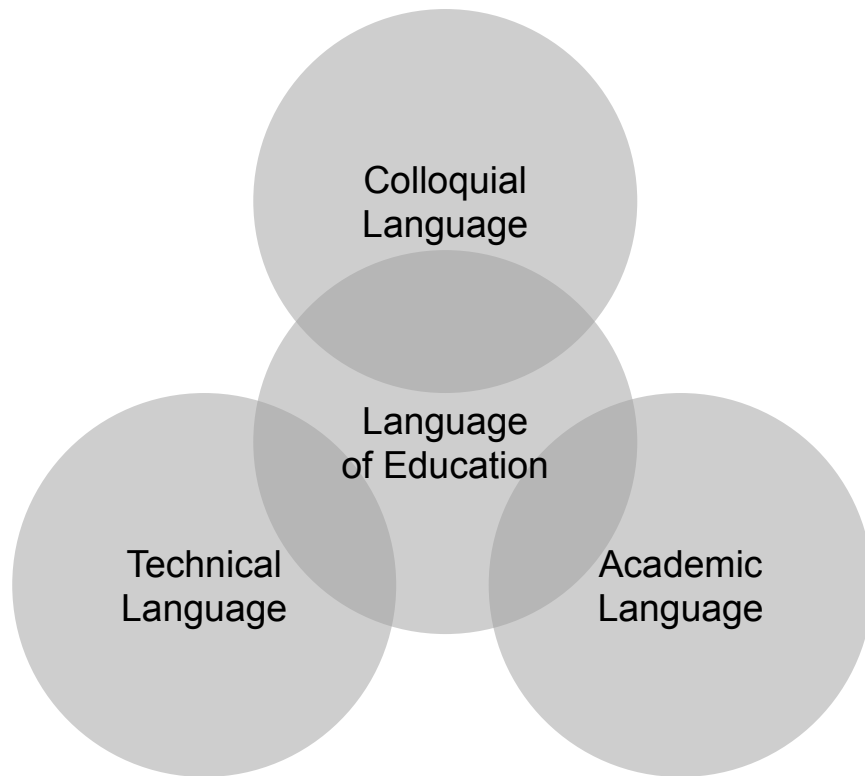 Colloquial
Language
Language
of Education
Technical
Language
Academic
Language